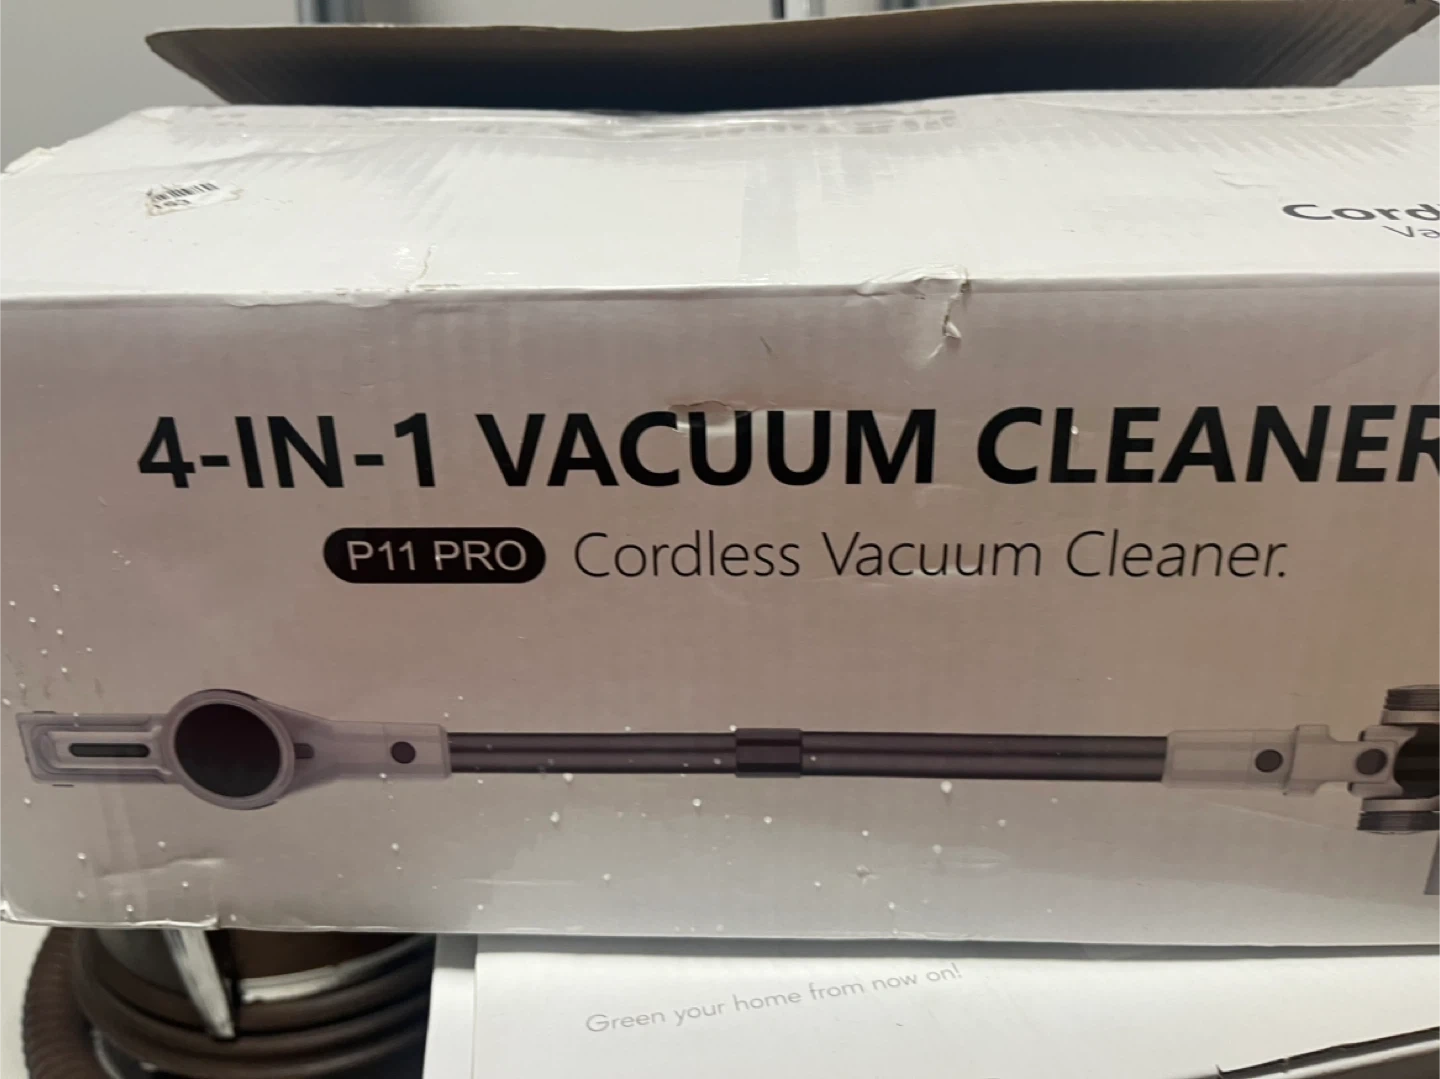 4-IN-1 VACUUM CLEANER
P11 PRO Cordless Vacuum Cleaner.
Green your home from now on!